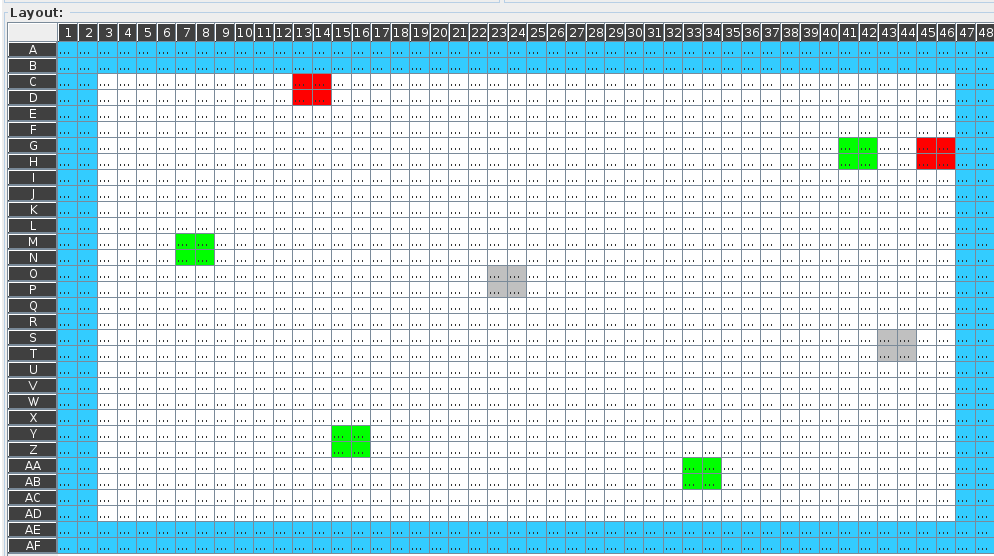 Layout:
1 2 3 4 5 6 7 8 9 10 11 12 13 14 15 16 17 18 19 20 21 22 23 24 25 26 27 28 29 30 31 32 33 34 35 36 37 38 39 40 41 42 43 44 45 46 47 48
A ... ... ... ... ... ... ... ... ... ... ... ... ... ... ... ... ... ... ... ... ... ... ... ... ... ... ... ... ... ... ... ... ... ... ... ... ... ... ... ... ... ... ... ... ... ... ... ...
B
C
D
E
F
G
H
I
J
K
L
M
N
O
P
Q
R
S
T
U
V
W
X
Y
Z
AA
AB
AC
AD
AE
AF